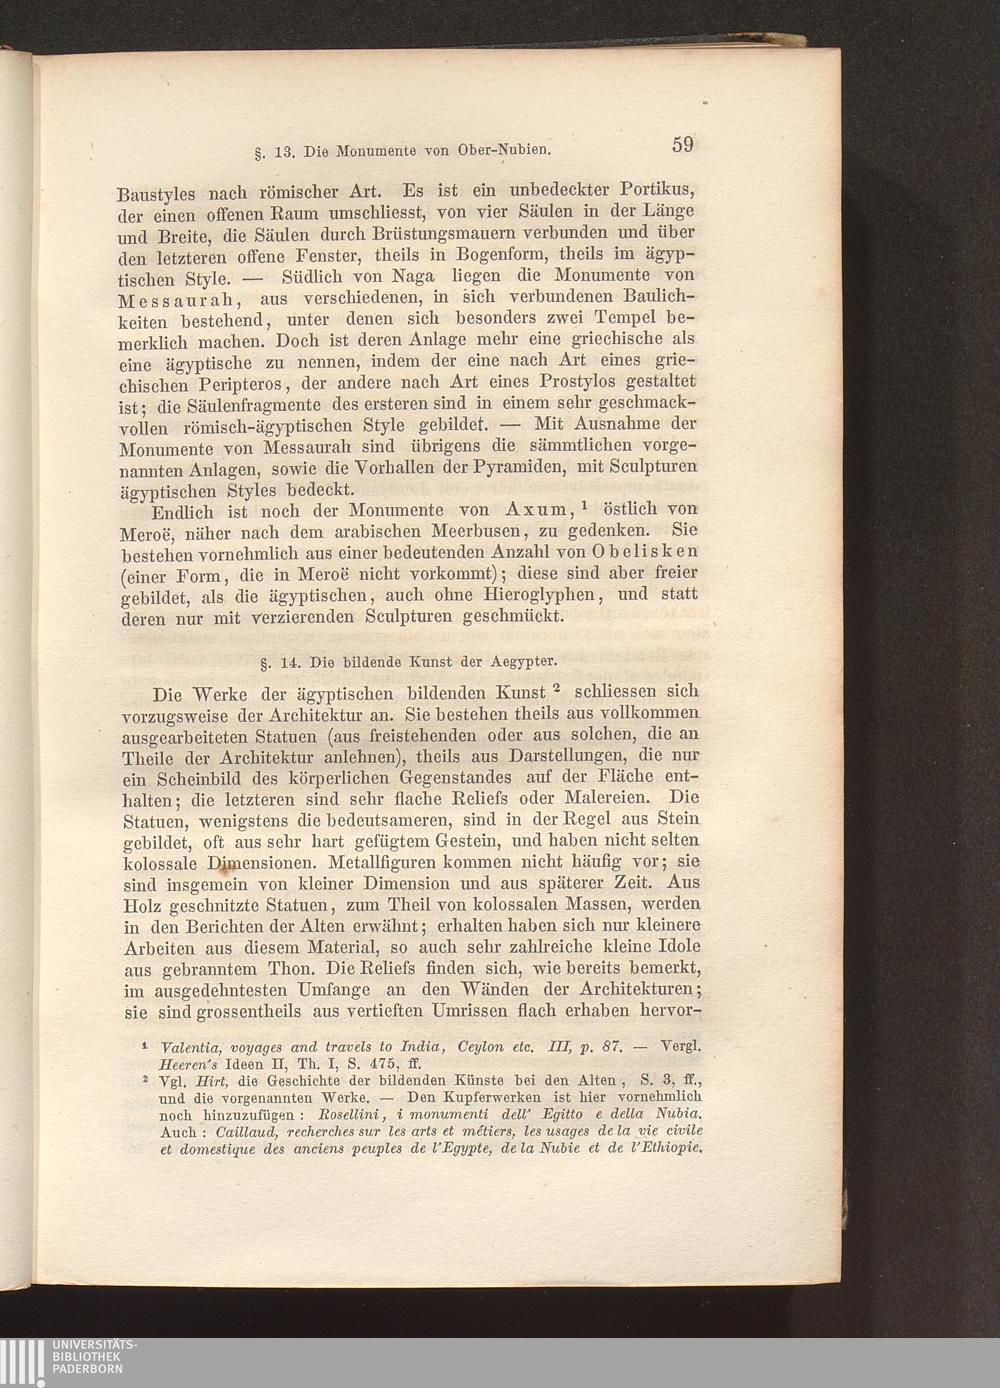 §. 13. Die Monumente von Ober-Nubien. 59
Baustyles nach römischer Art. Es ist ein unbedeckter Portikus,
der einen offenen Raum umschliesst, von vier Säulen in der Länge
und Breite, die Säulen durch Brüstungsmauern verbunden und über
den letzteren offene Fenster, theils in Bogenform, theils im ägyp-
tischen Style. — Südlich von Naga liegen die Monumente von
Messaurah, aus verschiedenen, in sich verbundenen Baulich-
keiten bestehend, unter denen sich besonders zwei Tempel be-
merklich machen. Doch ist deren Anlage mehr eine griechische als
eine ägyptische zu nennen, indem der eine nach Art eines grie-
chischen Peripteros, der andere nach Art eines Prostylos gestaltet
ist; die Säulenfragmente des ersteren sind in einem sehr geschmack-
vollen römisch-ägyptischen Style gebildet. — Mit Ausnahme der
Monumente von Messaurah sind übrigens die sämmtlichen vorge-
nannten Anlagen, sowie die Vorhallen der Pyramiden, mit Sculpturen
ägyptischen Styles bedeckt.
Endlich ist noch der Monumente von Axum, ¹ östlich von
Meroë, näher nach dem arabischen Meerbusen, zu gedenken. Sie
bestehen vornehmlich aus einer bedeutenden Anzahl von Obelisken
(einer Form, die in Meroë nicht vorkommt); diese sind aber freier
gebildet, als die ägyptischen, auch ohne Hieroglyphen, und statt
deren nur mit verzierenden Sculpturen geschmückt.
§. 14. Die bildende Kunst der Aegypter.
Die Werke der ägyptischen bildenden Kunst ² schliessen sich
vorzugsweise der Architektur an. Sie bestehen theils aus vollkommen
ausgearbeiteten Statuen (aus freistehenden oder aus solchen, die an
Theile der Architektur anlehnen), theils aus Darstellungen, die nur
ein Scheinbild des körperlichen Gegenstandes auf der Fläche ent-
halten; die letzteren sind sehr flache Reliefs oder Malereien. Die
Statuen, wenigstens die bedeutsameren, sind in der Regel aus Stein
gebildet, oft aus sehr hart gefügtem Gestein, und haben nicht selten
kolossale Dimensionen. Metallfiguren kommen nicht häufig vor; sie
sind insgemein von kleiner Dimension und aus späterer Zeit. Aus
Holz geschnitzte Statuen, zum Theil von kolossalen Massen, werden
in den Berichten der Alten erwähnt; erhalten haben sich nur kleinere
Arbeiten aus diesem Material, so auch sehr zahlreiche kleine Idole
aus gebranntem Thon. Die Reliefs finden sich, wie bereits bemerkt,
im ausgedehntesten Umfange an den Wänden der Architekturen;
sie sind grossentheils aus vertieften Umrissen flach erhaben hervor-
¹ Valentia, voyages and travels to India, Ceylon etc. III, p. 87. — Vergl.
Heeren's Ideen II, Th. I, S. 475, ff.
² Vgl. Hirt, die Geschichte der bildenden Künste bei den Alten, S. 3, ff.,
und die vorgenannten Werke. — Den Kupferwerken ist hier vornehmlich
noch hinzuzufügen: Rosellini, i monumenti dell' Egitto e della Nubia.
Auch: Caillaud, recherches sur les arts et métiers, les usages de la vie civile
et domestique des anciens peuples de l'Egypte, de la Nubie et de l'Ethiopie.
UNIVERSITÄTS-
BIBLIOTHEK
PADERBORN